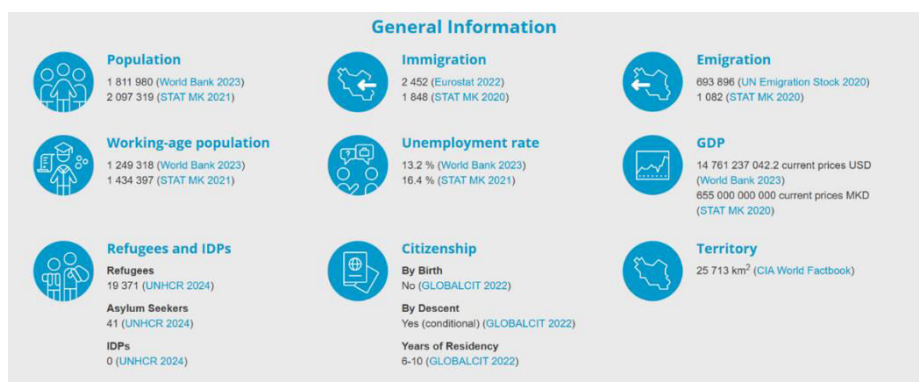 General Information
Population
1 811 980 (World Bank 2023)
2 097 319 (STAT MK 2021)
Immigration
2 452 (Eurostat 2022)
1 848 (STAT MK 2020)
Emigration
693 896 (UN Emigration Stock 2020)
1 082 (STAT MK 2020)
Working-age population
1 249 318 (World Bank 2023)
1 434 397 (STAT MK 2021)
Unemployment rate
13.2 % (World Bank 2023)
16.4 % (STAT MK 2021)
GDP
14 761 237 042.2 current prices USD
(World Bank 2023)
655 000 000 000 current prices MKD
(STAT MK 2020)
Refugees and IDPs
Refugees
19 371 (UNHCR 2024)
Asylum Seekers
41 (UNHCR 2024)
IDPs
0 (UNHCR 2024)
Citizenship
By Birth
No (GLOBALCIT 2022)
By Descent
Yes (conditional) (GLOBALCIT 2022)
Years of Residency
6-10 (GLOBALCIT 2022)
Territory
25 713 km² (CIA World Factbook)